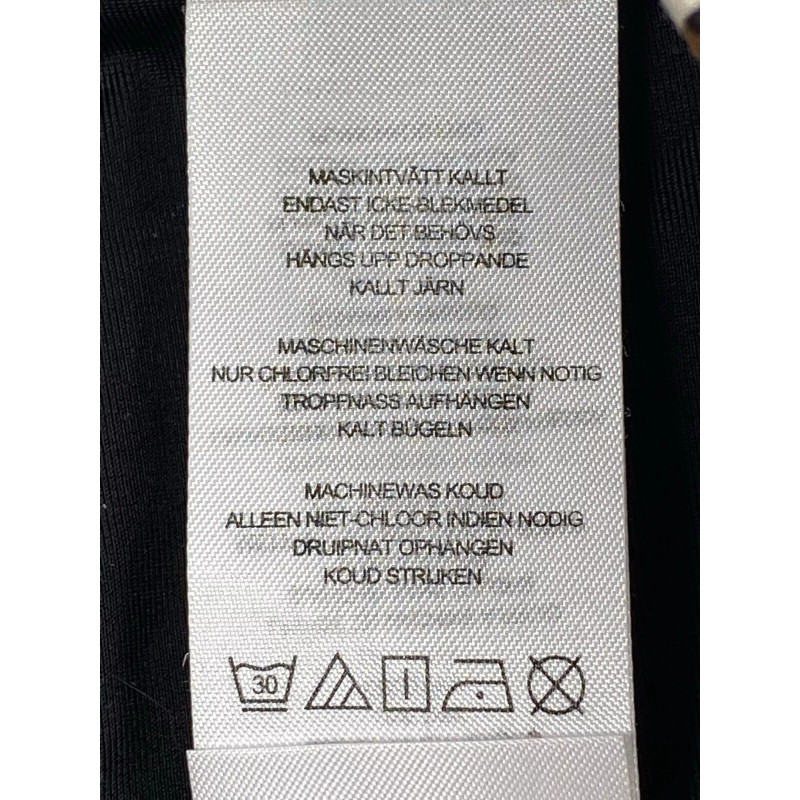 MASKINTVÄTT KALLT
ENDAST ICKE-BLEKMEDEL
NÄR DET BEHÖVS
HÄNGS UPP DROPPANDE
KALLT JÄRN
MASCHINENWÄSCHE KALT
NUR CHLORFREI BLEICHEN WENN NÖTIG
TROPFNASS AUFHÄNGEN
KALT BÜGELN
MACHINEWAS KOUD
ALLEEN NIET-CHLOOR INDIEN NODIG
DRUIPNAT OPHANGEN
KOUD STRIJKEN
30